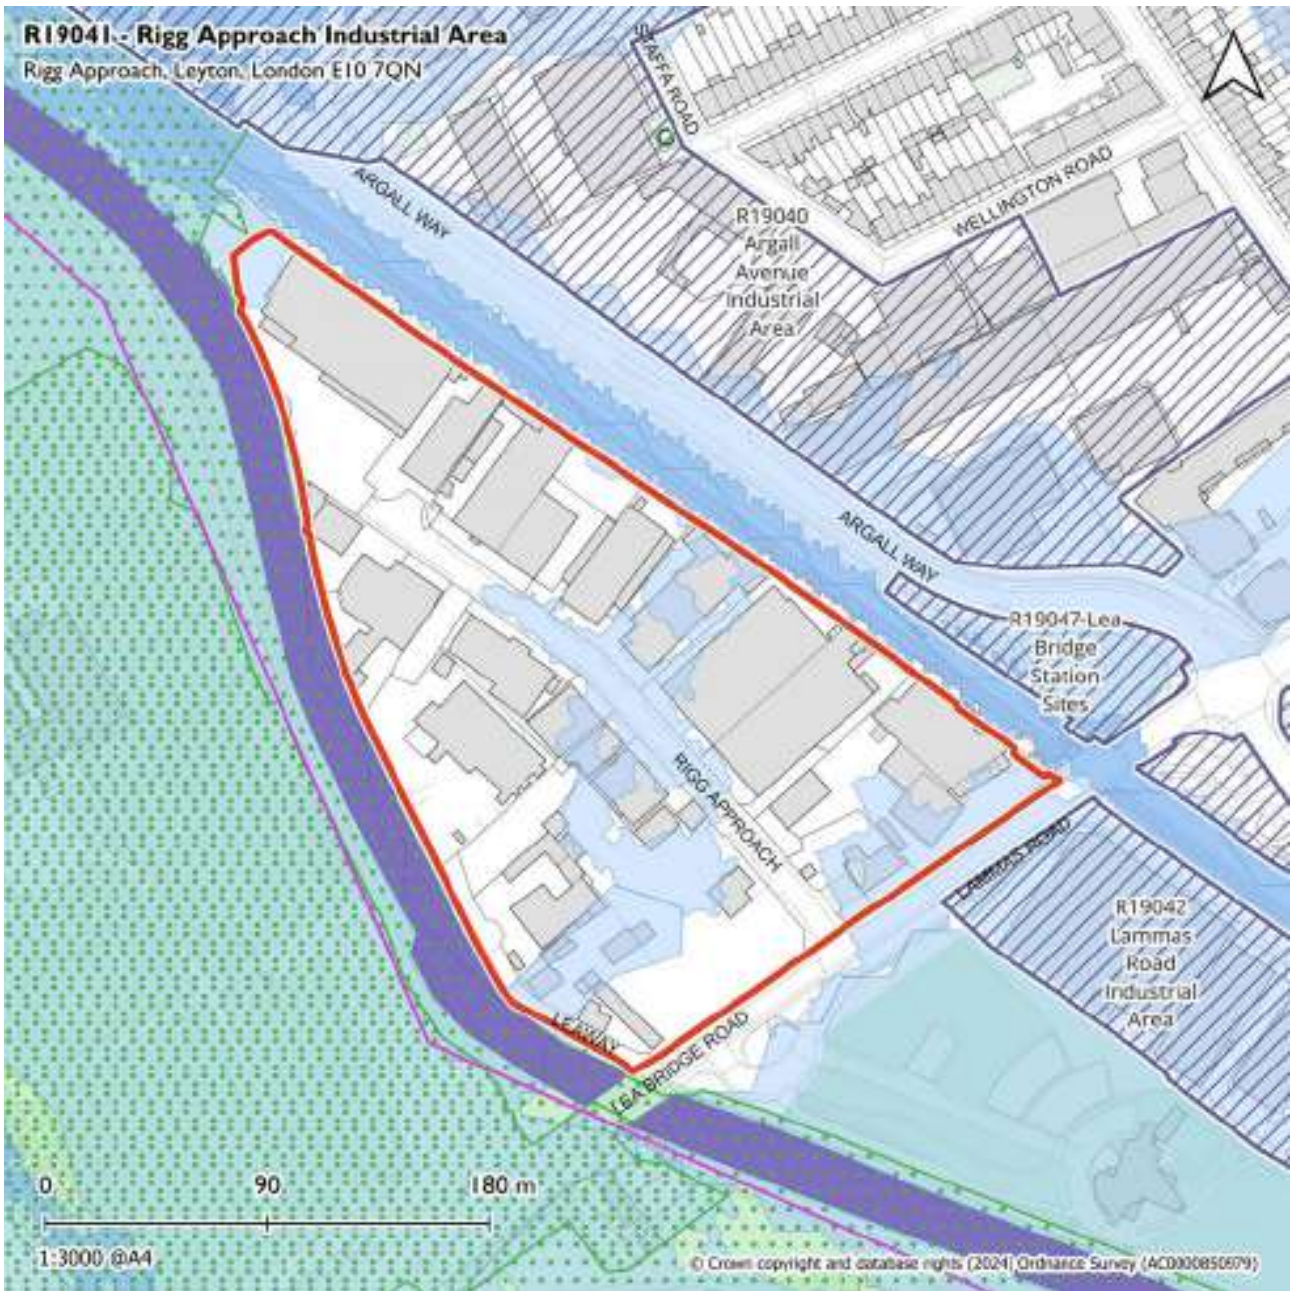 R19041 - Rigg Approach Industrial Area
Rigg Approach, Leyton, London E10 7QN
STAFFA ROAD
ARGALL WAY
WELLINGTON ROAD
R19040
Argall
Avenue
Industrial
Area
ARGALL WAY
R19047-Lea
Bridge
Station
Sites
RIGG APPROACH
LAMMAS ROAD
R19042
Lammas
Road
Industrial
Area
LEAWAY
LEA BRIDGE ROAD
0 90 180 m
1:3000 @A4
© Crown copyright and database rights (2024) Ordnance Survey (AC0000850979)